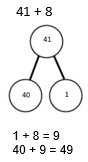 41 + 8
41
40 1
1 + 8 = 9
40 + 9 = 49